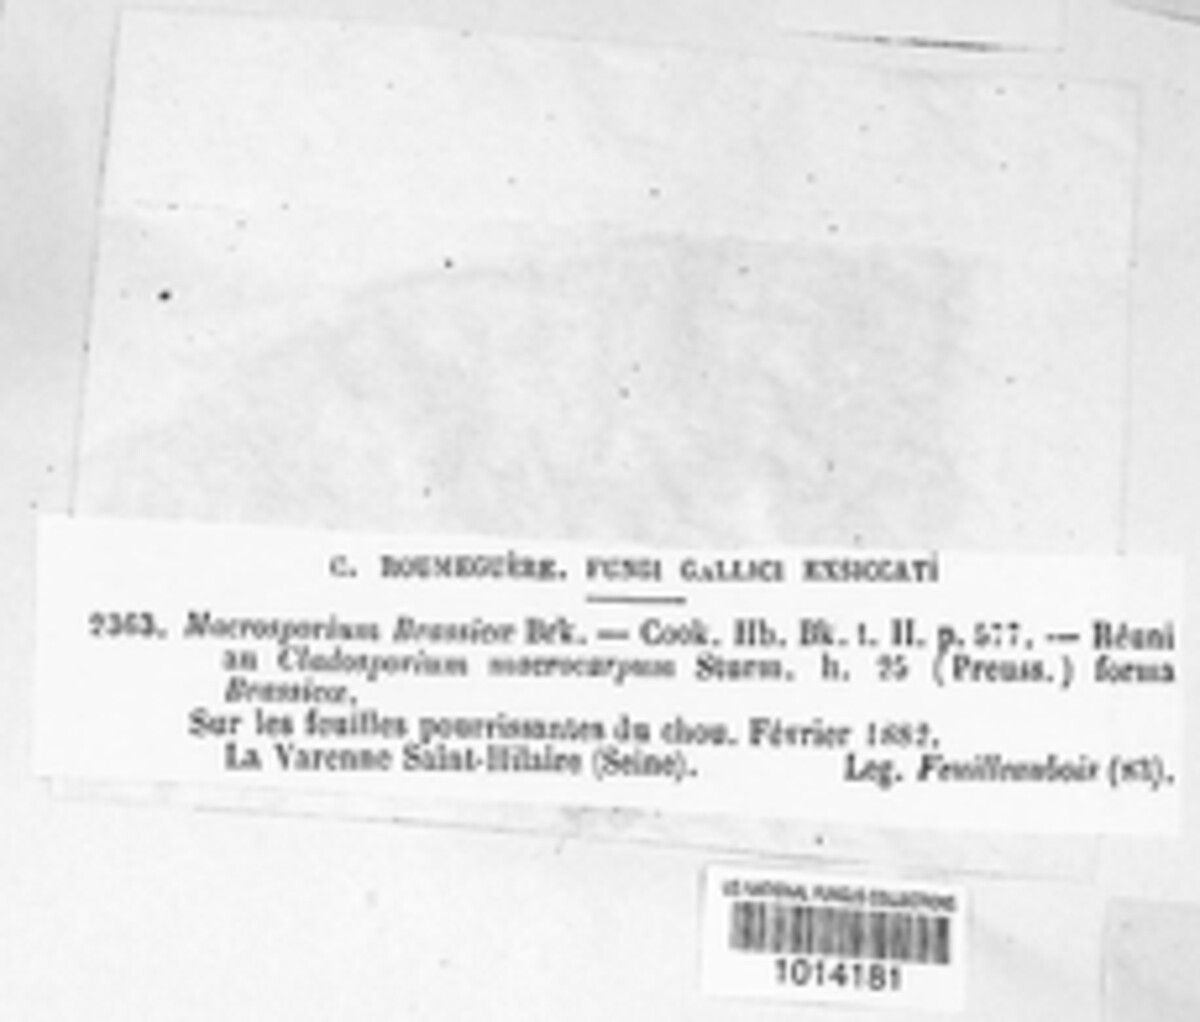 C. ROUMEGUÈRE. FUNGI GALLICI EXSICCATI
2363. Macrosporium Brassicæ Brk. — Cook. Hb. Bk. t. II. p. 577. — Réuni
au Cladosporium macrocarpum Sturm. h. 25 (Preuss.) forma
Brassicæ.
Sur les feuilles pourrissantes du chou. Février 1882.
La Varenne Saint-Hilaire (Seine). Leg. Feuilleaubois (83).
US NATIONAL FUNGUS COLLECTIONS
1014181